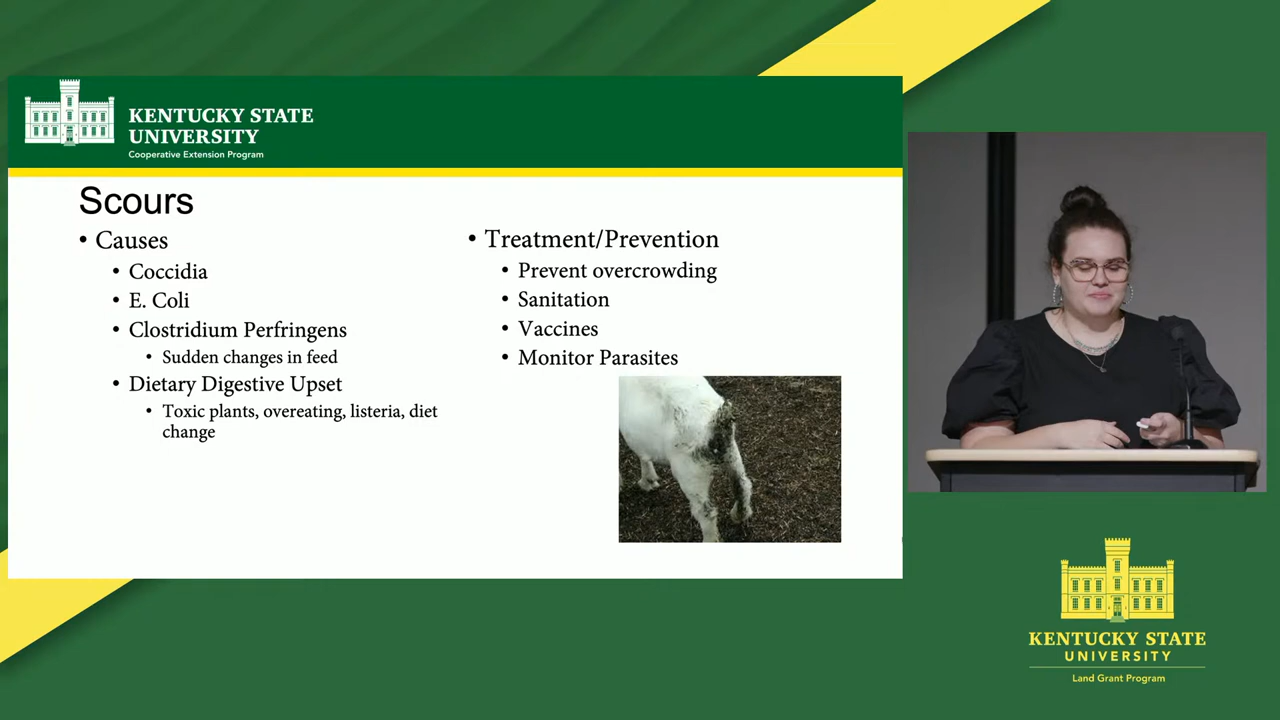 KENTUCKY STATE
UNIVERSITY
Cooperative Extension Program
Scours
• Causes
• Coccidia
• E. Coli
• Clostridium Perfringens
• Sudden changes in feed
• Dietary Digestive Upset
• Toxic plants, overeating, listeria, diet
change
• Treatment/Prevention
• Prevent overcrowding
• Sanitation
• Vaccines
• Monitor Parasites
KENTUCKY STATE
UNIVERSITY
Land Grant Program